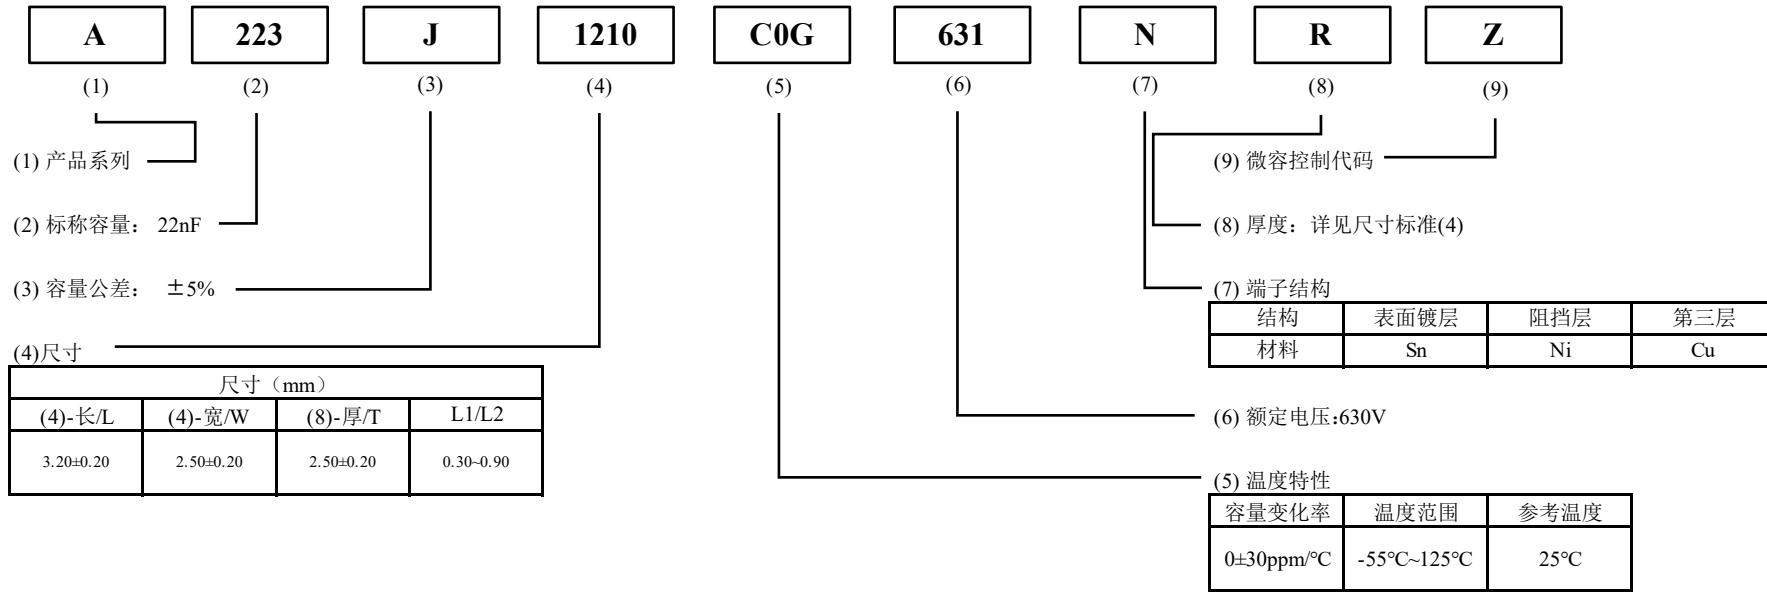 A 223 J 1210 C0G 631 N R Z
(1) (2) (3) (4) (5) (6) (7) (8) (9)
(1) 产品系列
(2) 标称容量： 22nF
(3) 容量公差： ±5%
(4)尺寸
尺寸（mm）
(4)-长/L (4)-宽/W (8)-厚/T L1/L2
3.20±0.20 2.50±0.20 2.50±0.20 0.30~0.90
(9) 微容控制代码
(8) 厚度：详见尺寸标准(4)
(7) 端子结构
结构 表面镀层 阻挡层 第三层
材料 Sn Ni Cu
(6) 额定电压:630V
(5) 温度特性
容量变化率 温度范围 参考温度
0±30ppm/℃ -55℃~125℃ 25℃